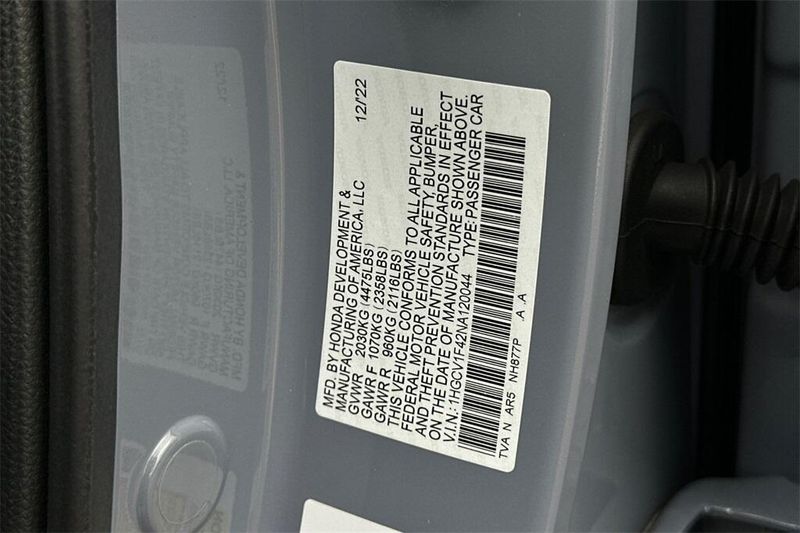 MFD. BY HONDA DEVELOPMENT &
MANUFACTURING OF AMERICA, LLC 12/'22
GVWR 2030KG (4475LBS)
GAWR F 1070KG (2358LBS)
GAWR R 960KG (2116LBS)
THIS VEHICLE CONFORMS TO ALL APPLICABLE
FEDERAL MOTOR VEHICLE SAFETY, BUMPER,
AND THEFT PREVENTION STANDARDS IN EFFECT
ON THE DATE OF MANUFACTURE SHOWN ABOVE.
V.I.N.: 1HGCV1F42NA120044 TYPE: PASSENGER CAR
TVA N AR5 NH877P .A .A